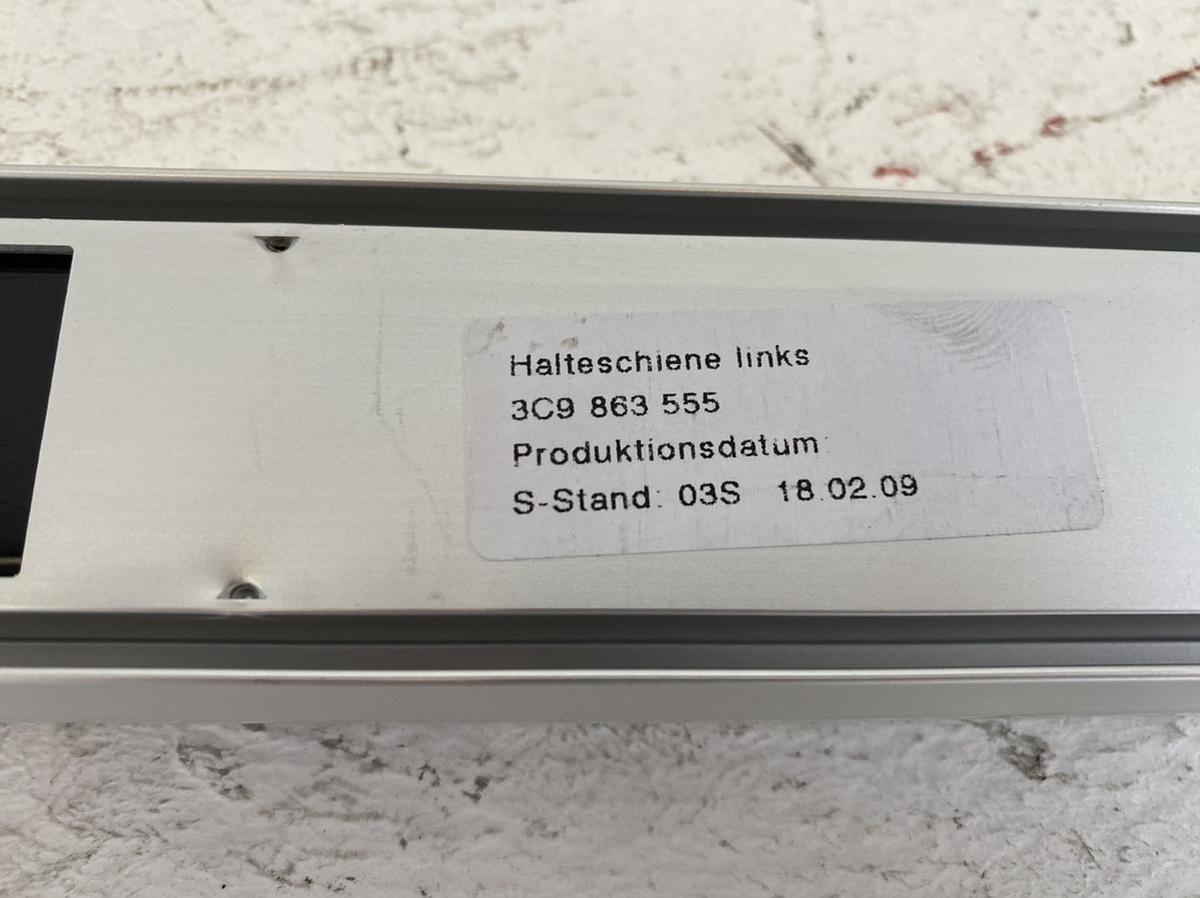 Halteschiene links
3C9 863 555
Produktionsdatum:
S-Stand: 03S 18.02.09